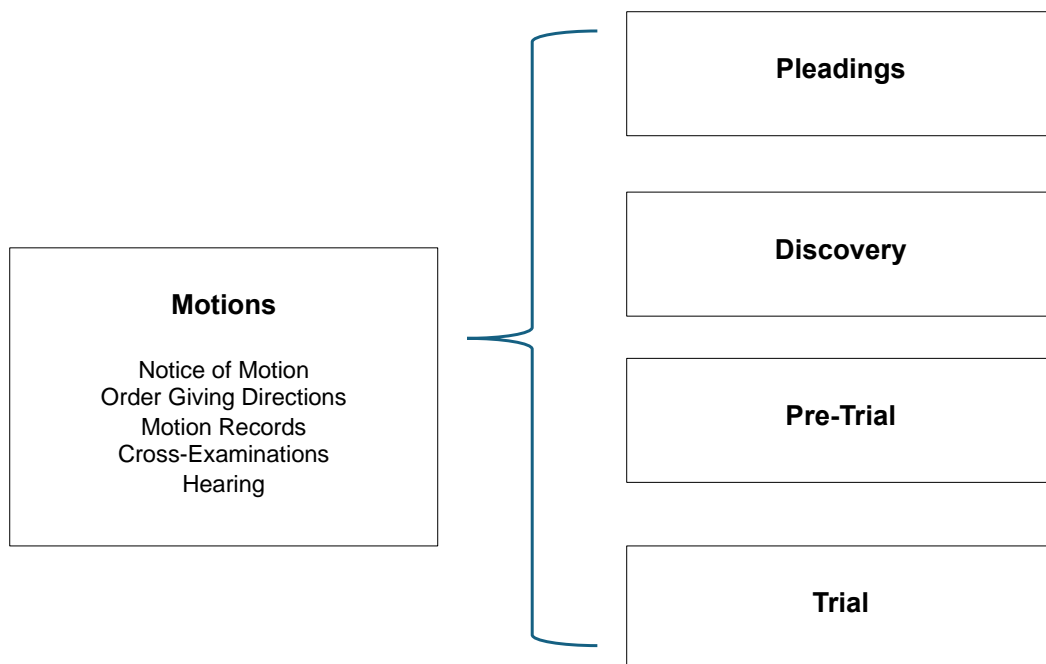 Motions
Notice of Motion
Order Giving Directions
Motion Records
Cross-Examinations
Hearing
Pleadings
Discovery
Pre-Trial
Trial